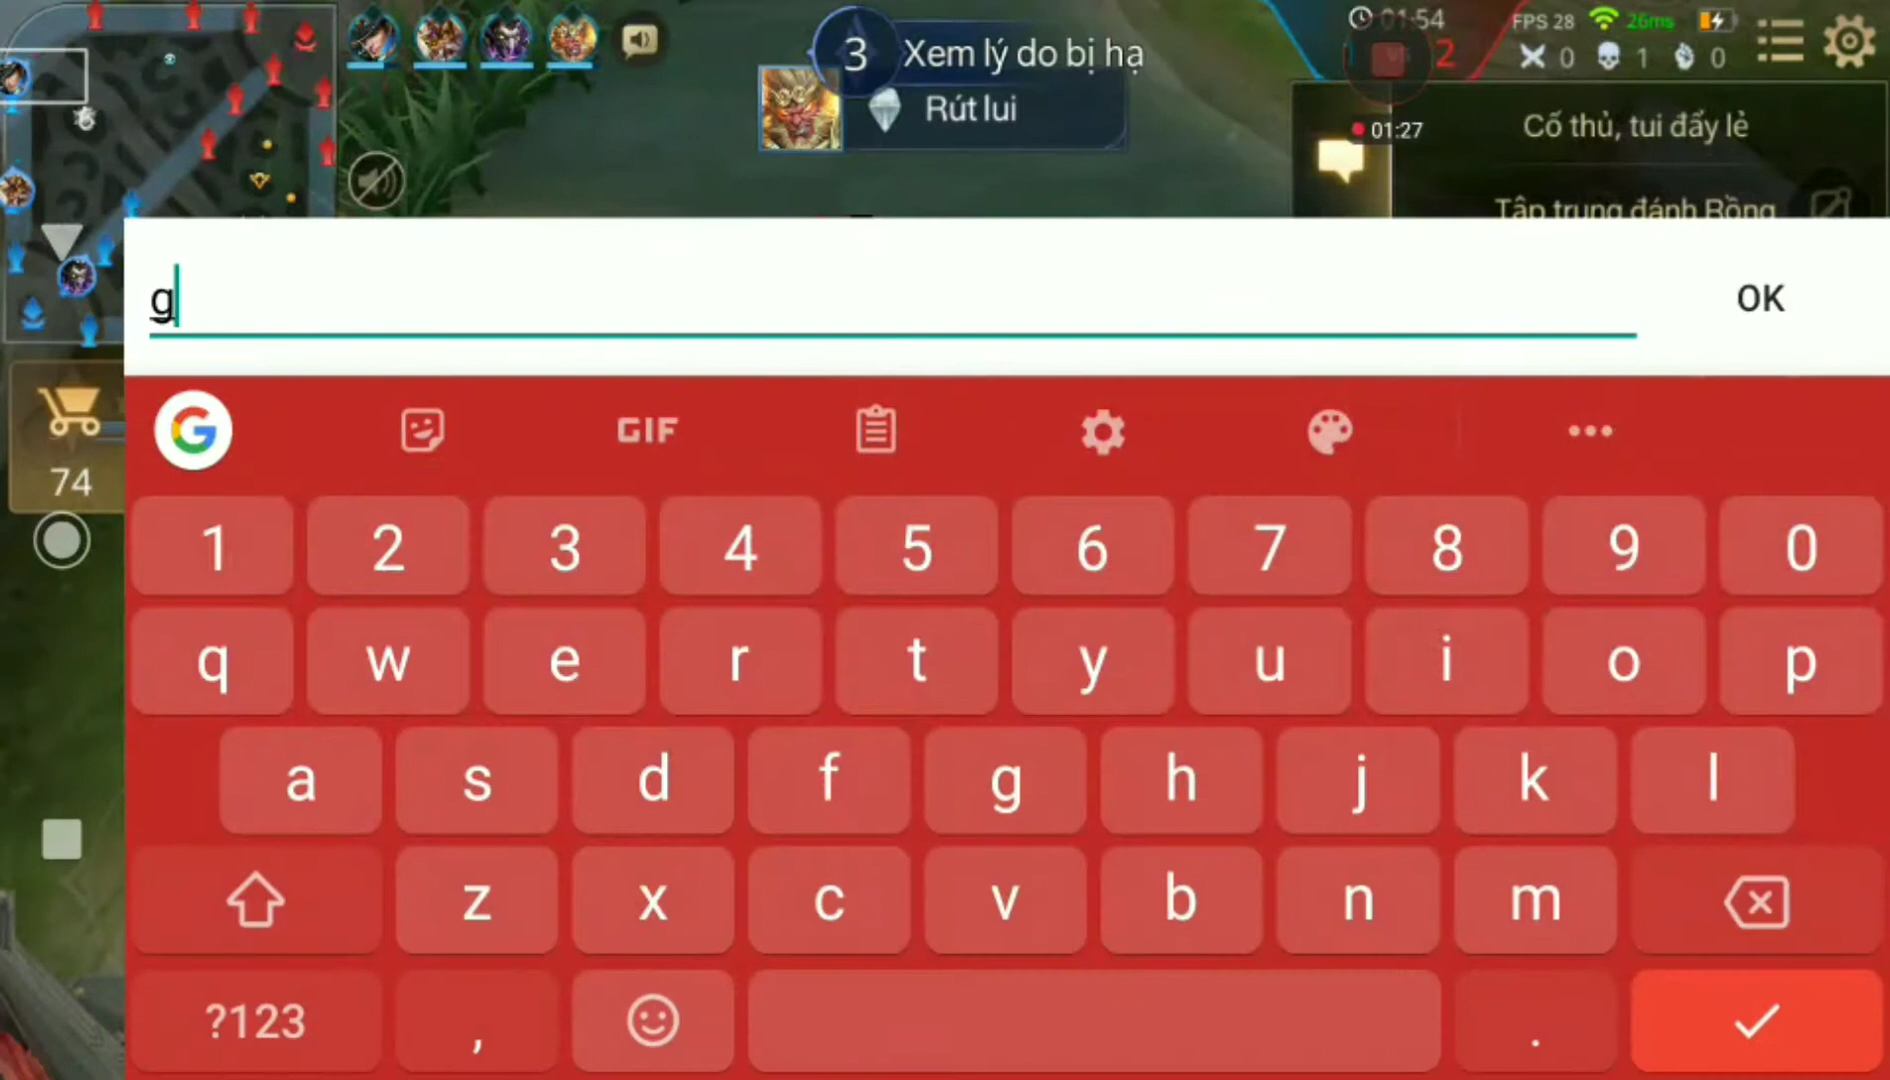 01:54
FPS 28 26ms
3 Xem lý do bị hạ
2
0 1 0
Rút lui
01:27
Cố thủ, tui đẩy lẻ
Tập trung đánh Rồng
g
OK
74
G GIF
1 2 3 4 5 6 7 8 9 0
q w e r t y u i o p
a s d f g h j k l
z x c v b n m
?123 , .